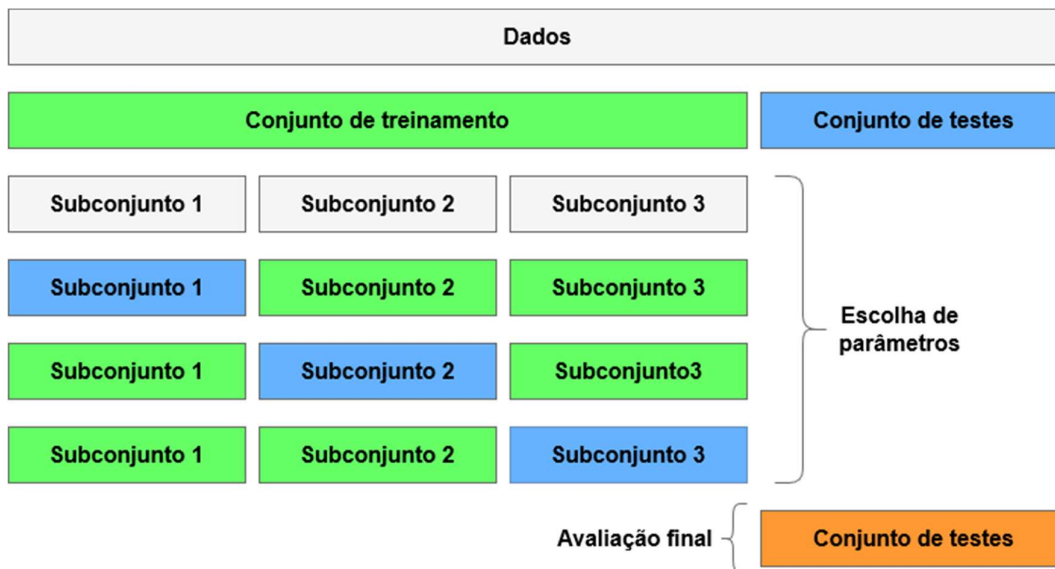 Dados
Conjunto de treinamento Conjunto de testes
Subconjunto 1 Subconjunto 2 Subconjunto 3
Subconjunto 1 Subconjunto 2 Subconjunto 3
Subconjunto 1 Subconjunto 2 Subconjunto3
Subconjunto 1 Subconjunto 2 Subconjunto 3
Escolha de
parâmetros
Avaliação final Conjunto de testes